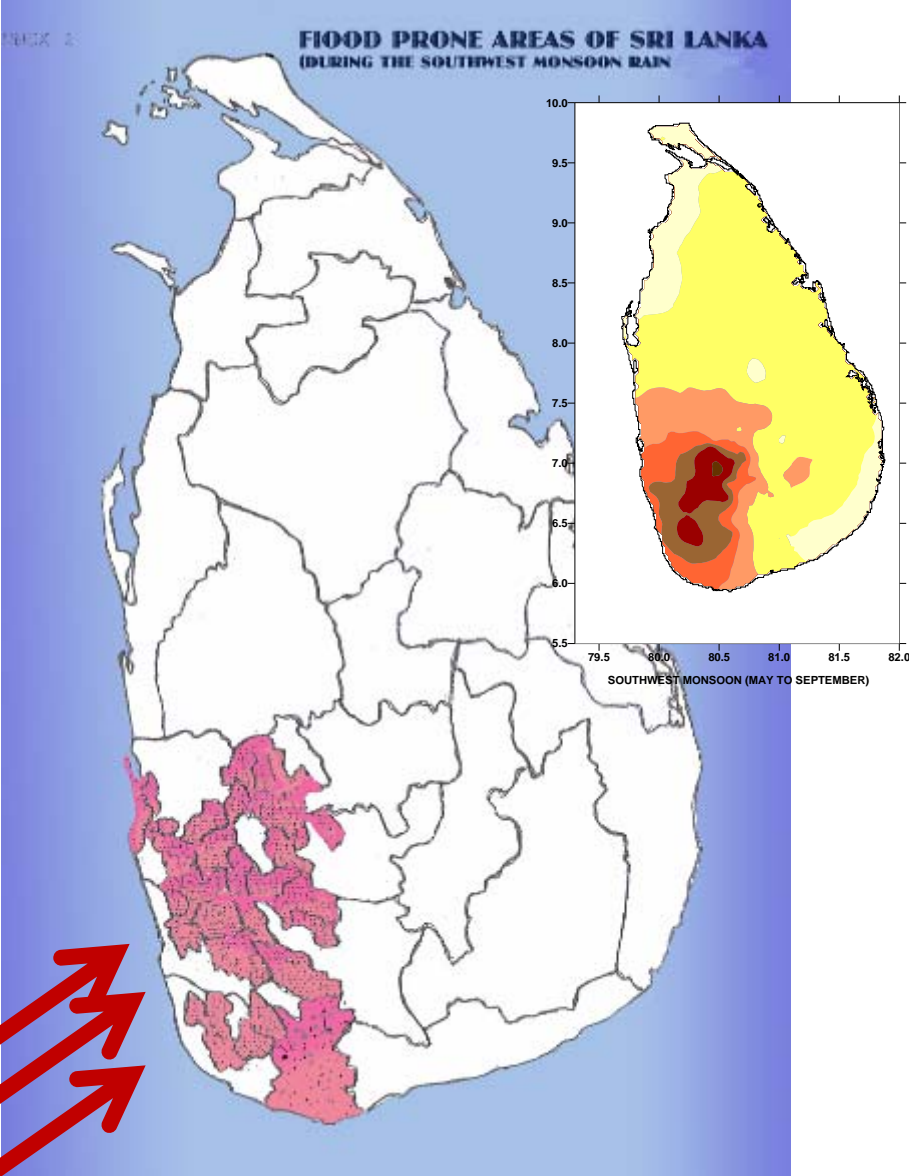 FlOOD PRONE AREAS OF SRI LANKA
(DURING THE SOUTHWEST MONSOON RAIN
10.0
9.5
9.0
8.5
8.0
7.5
7.0
6.5
6.0
5.5
79.5 80.0 80.5 81.0 81.5 82.0
SOUTHWEST MONSOON (MAY TO SEPTEMBER)